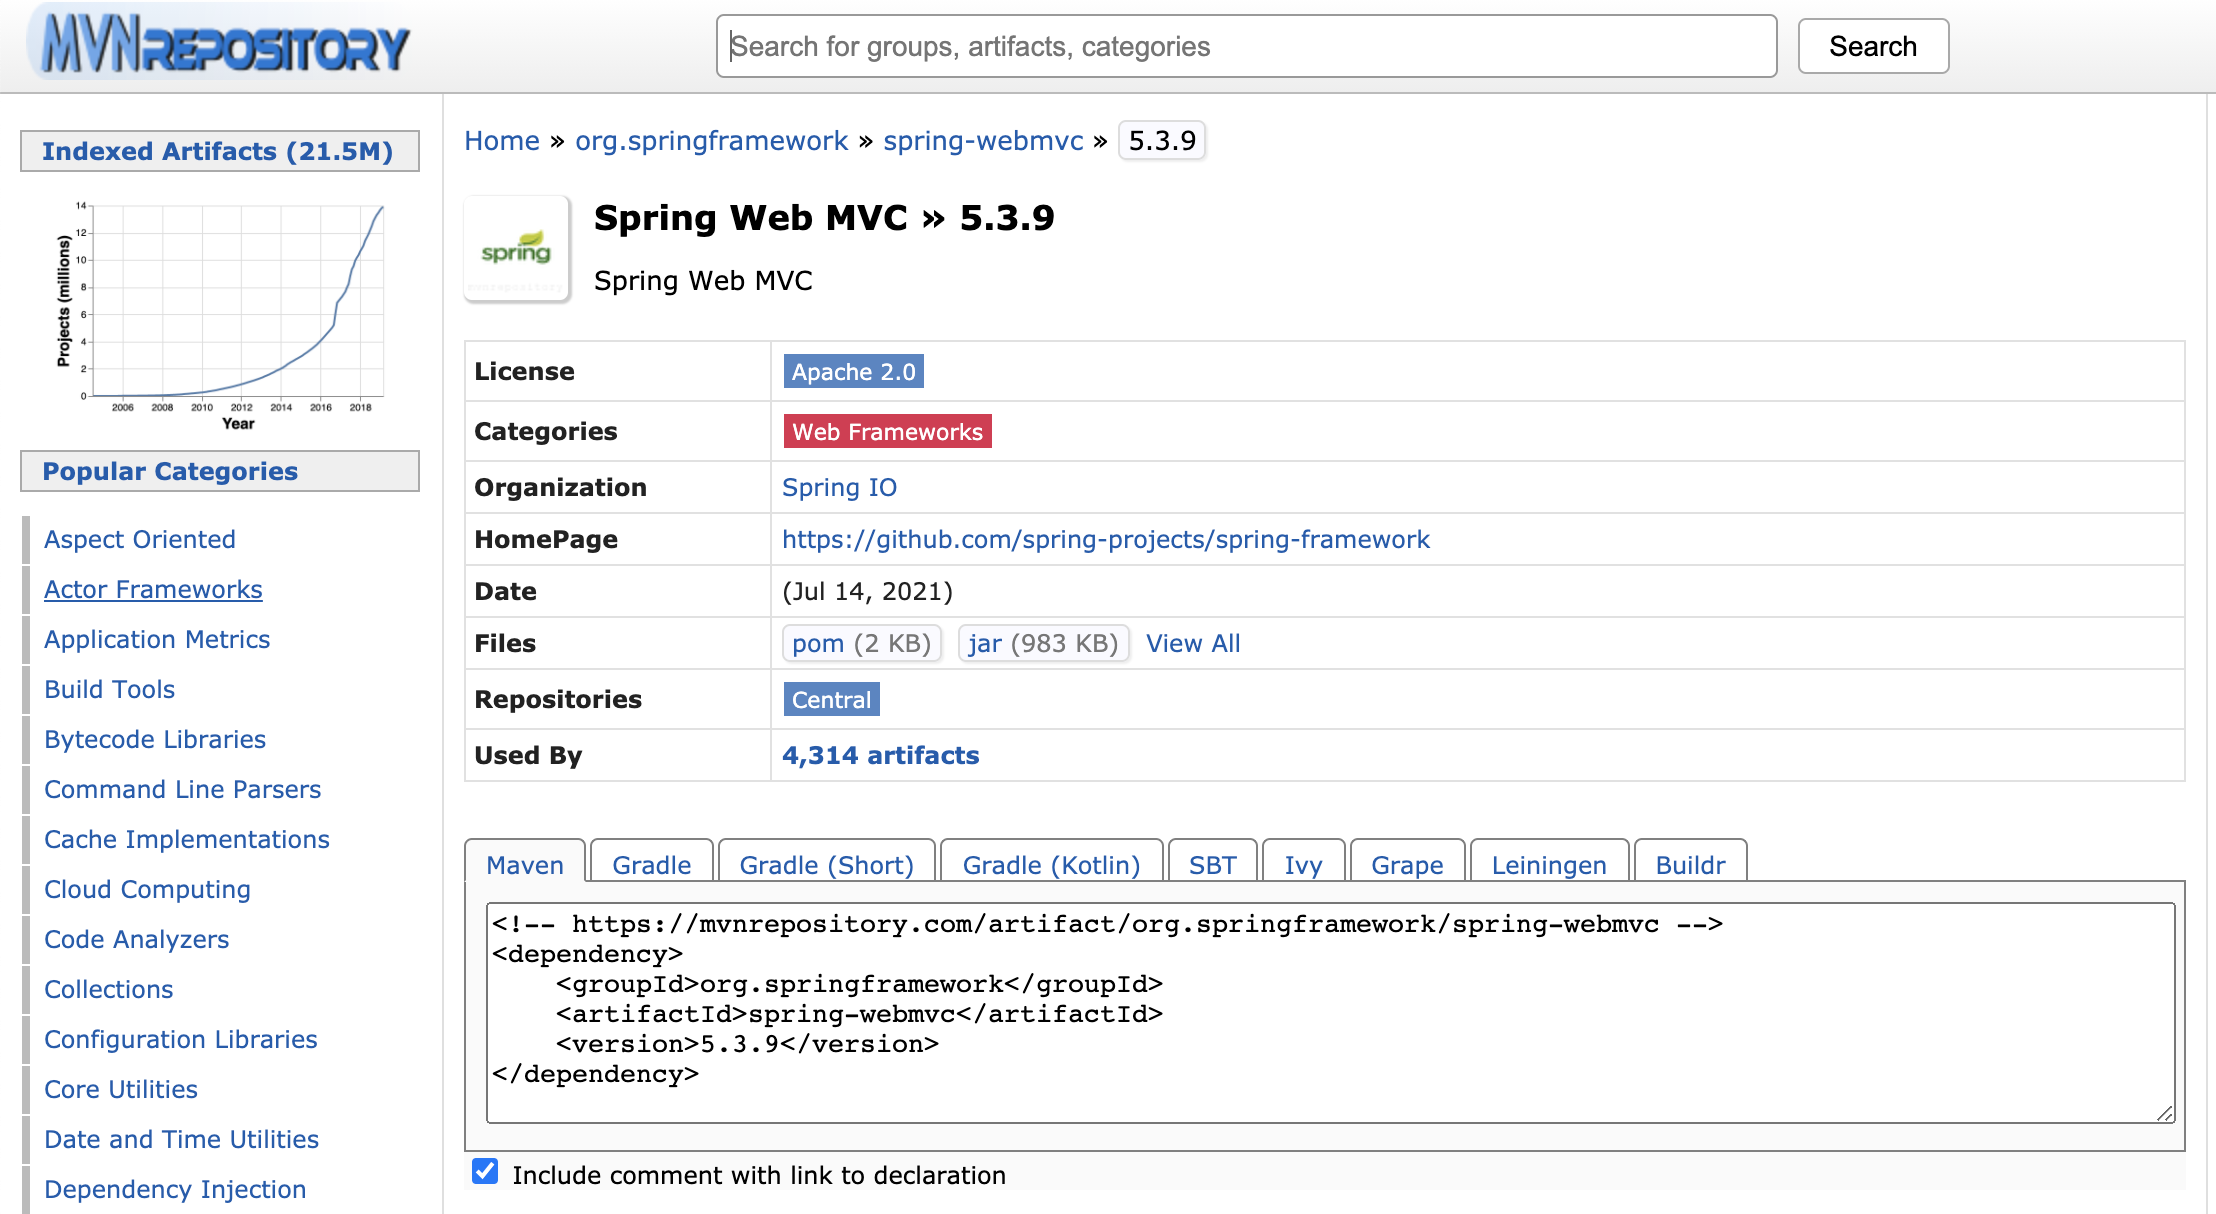 MVNREPOSITORY
Search for groups, artifacts, categories
Search
Indexed Artifacts (21.5M)
Projects (millions)
14
12
10
8
6
4
2
0
2006 2008 2010 2012 2014 2016 2018
Year
Popular Categories
Aspect Oriented
Actor Frameworks
Application Metrics
Build Tools
Bytecode Libraries
Command Line Parsers
Cache Implementations
Cloud Computing
Code Analyzers
Collections
Configuration Libraries
Core Utilities
Date and Time Utilities
Dependency Injection
Home » org.springframework » spring-webmvc » 5.3.9
spring
Spring Web MVC » 5.3.9
Spring Web MVC
License Apache 2.0
Categories Web Frameworks
Organization Spring IO
HomePage https://github.com/spring-projects/spring-framework
Date (Jul 14, 2021)
Files pom (2 KB) jar (983 KB) View All
Repositories Central
Used By 4,314 artifacts
Maven Gradle Gradle (Short) Gradle (Kotlin) SBT Ivy Grape Leiningen Buildr
<!-- https://mvnrepository.com/artifact/org.springframework/spring-webmvc -->
<dependency>
    <groupId>org.springframework</groupId>
    <artifactId>spring-webmvc</artifactId>
    <version>5.3.9</version>
</dependency>
Include comment with link to declaration